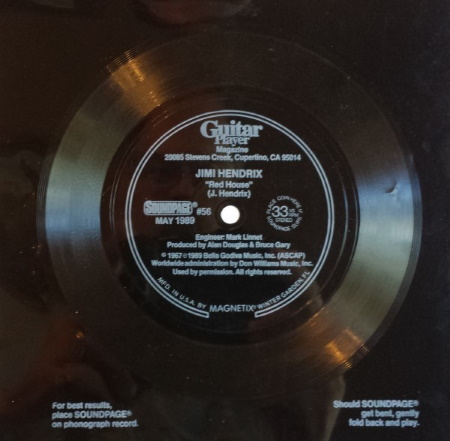 Guitar
Player
Magazine
20085 Stevens Creek, Cupertino, CA 95014
JIMI HENDRIX
"Red House"
(J. Hendrix)
SOUNDPAGE® #56
MAY 1989
33⅓
STEREO
Engineer: Mark Linnet
Produced by Alan Douglas & Bruce Gary
© 1967 ℗ 1989 Bella Godiva Music, Inc. (ASCAP)
Worldwide administration by Don Williams Music, Inc.
Used by permission. All rights reserved.
MFG. IN U.S.A. BY MAGNETIX® WINTER GARDEN, FL
For best results,
place SOUNDPAGE®
on phonograph record.
Should SOUNDPAGE®
get bent, gently
fold back and play.